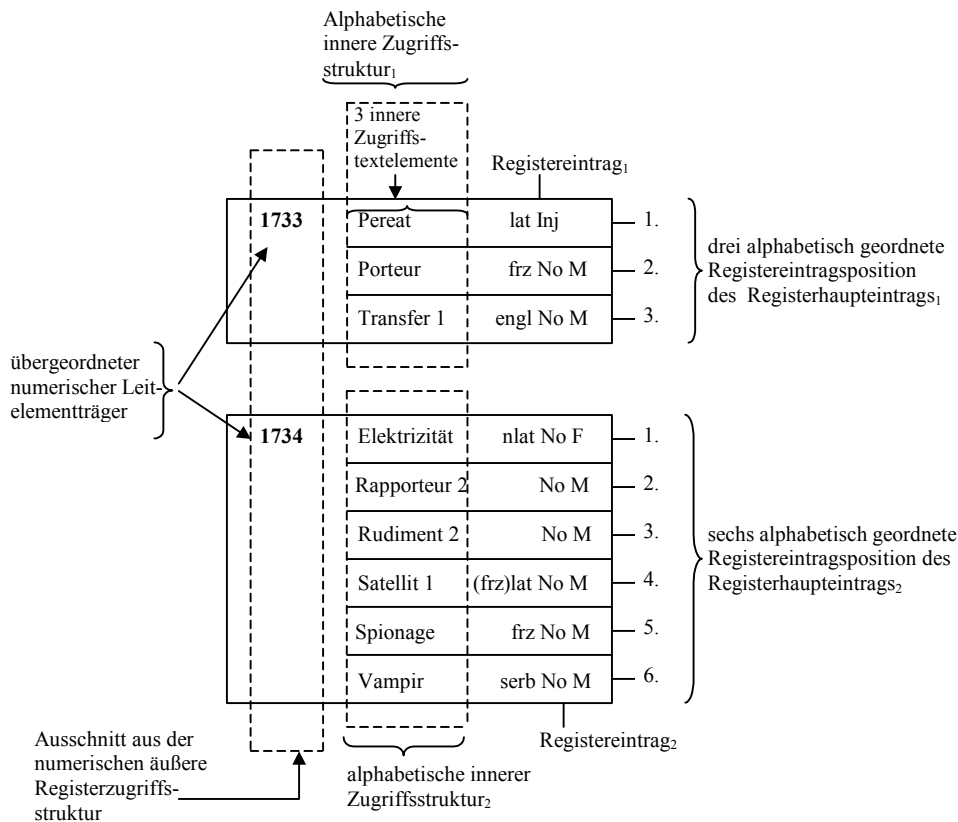 Alphabetische
innere Zugriffs-
struktur₁
3 innere
Zugriffs-
textelemente
Registereintrag₁
1733 Pereat lat Inj 1.
Porteur frz No M 2.
Transfer 1 engl No M 3.
drei alphabetisch geordnete
Registereintragsposition
des Registerhaupteintrags₁
übergeordneter
numerischer Leit-
elementträger
1734 Elektrizität nlat No F 1.
Rapporteur 2 No M 2.
Rudiment 2 No M 3.
Satellit 1 (frz)lat No M 4.
Spionage frz No M 5.
Vampir serb No M 6.
sechs alphabetisch geordnete
Registereintragsposition des
Registerhaupteintrags₂
Registereintrag₂
Ausschnitt aus der
numerischen äußere
Registerzugriffs-
struktur
alphabetische innerer
Zugriffsstruktur₂